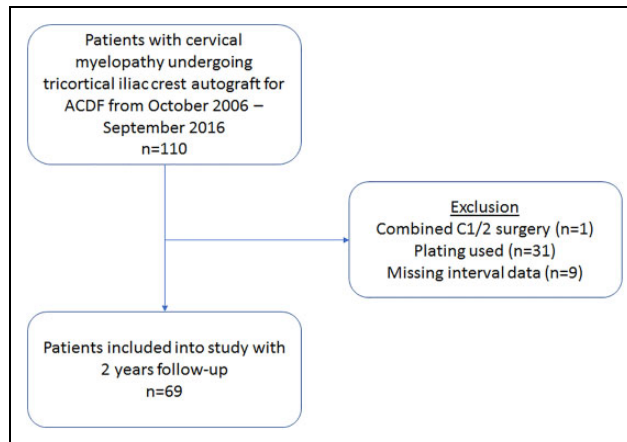 Patients with cervical
myelopathy undergoing
tricortical iliac crest autograft for
ACDF from October 2006 –
September 2016
n=110
Exclusion
Combined C1/2 surgery (n=1)
Plating used (n=31)
Missing interval data (n=9)
Patients included into study with
2 years follow-up
n=69